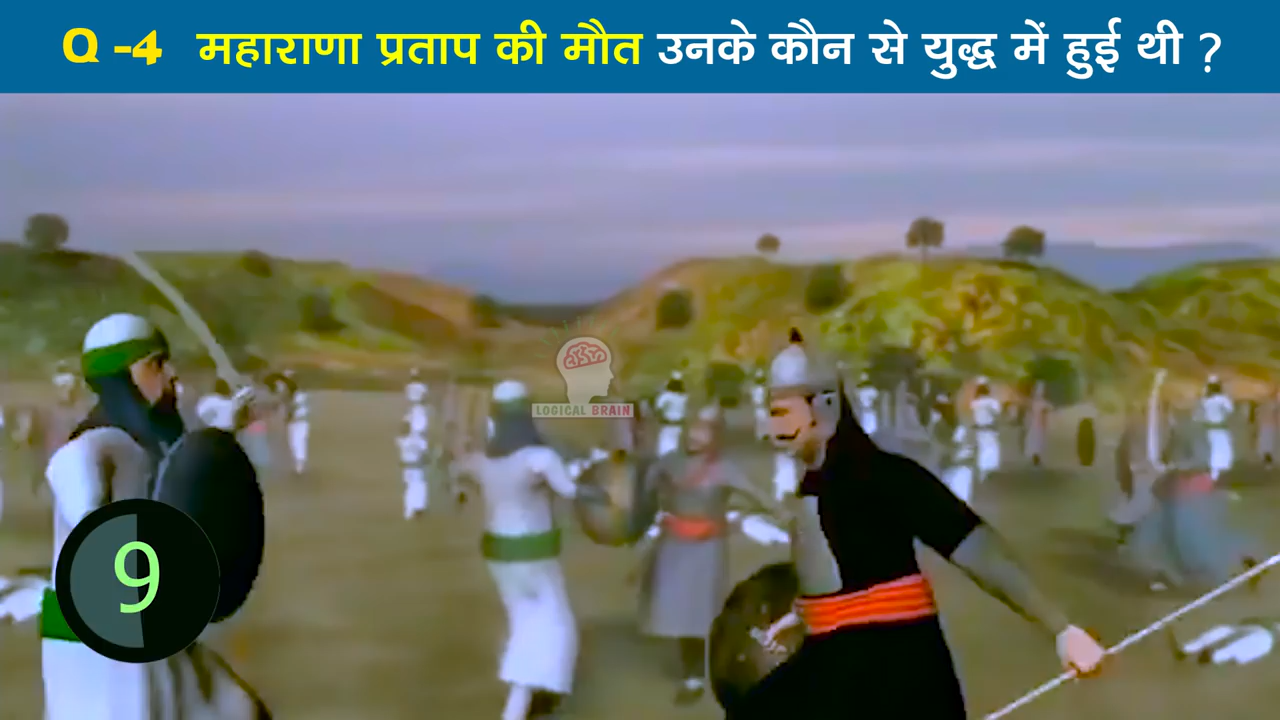 Q -4 महाराणा प्रताप की मौत उनके कौन से युद्ध में हुई थी ?
LOGICAL BRAIN
9